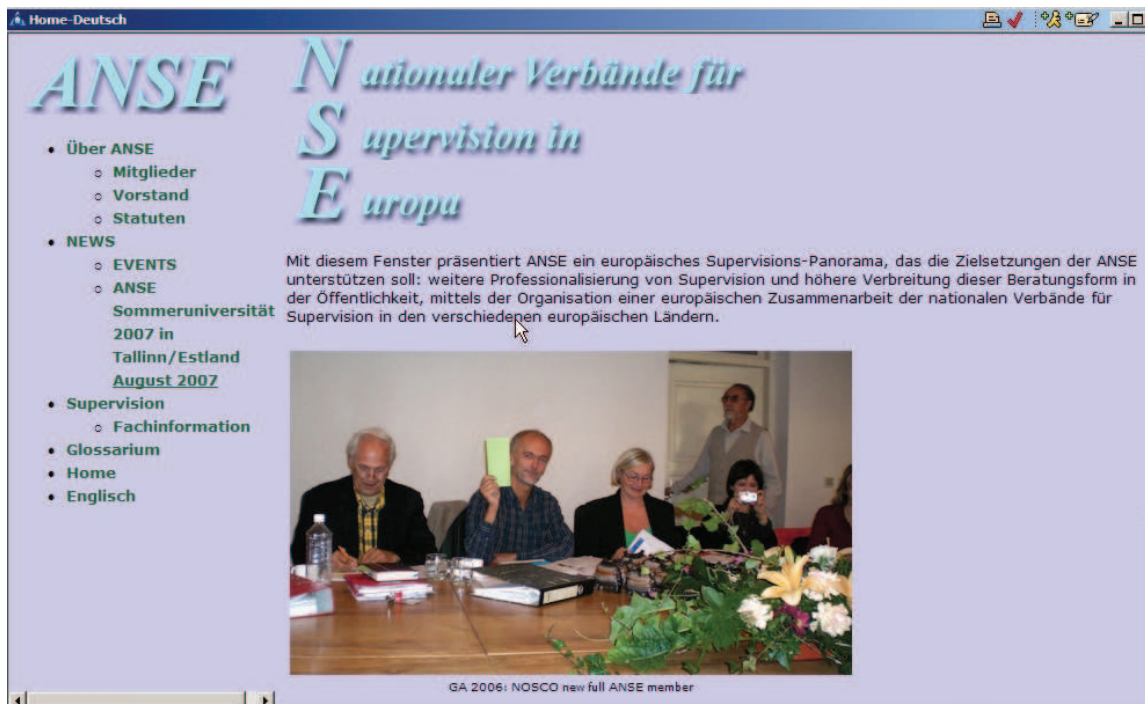 Home-Deutsch
ANSE
Über ANSE
Mitglieder
Vorstand
Statuten
NEWS
EVENTS
ANSE
Sommeruniversität
2007 in
Tallinn/Estland
August 2007
Supervision
Fachinformation
Glossarium
Home
Englisch
Nationaler Verbände für
Supervision in
Europa
Mit diesem Fenster präsentiert ANSE ein europäisches Supervisions-Panorama, das die Zielsetzungen der ANSE
unterstützen soll: weitere Professionalisierung von Supervision und höhere Verbreitung dieser Beratungsform in
der Öffentlichkeit, mittels der Organisation einer europäischen Zusammenarbeit der nationalen Verbände für
Supervision in den verschiedenen europäischen Ländern.
GA 2006: NOSCO new full ANSE member